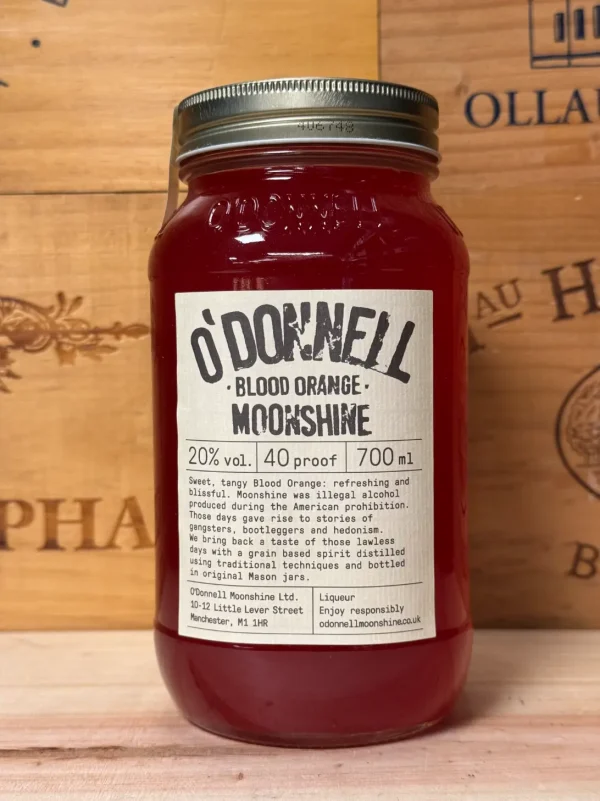 OLLAU
406748
O'DONNELL
AU H
O'DONNELL
· BLOOD ORANGE ·
MOONSHINE
20% vol. 40 proof 700 ml
Sweet, tangy Blood Orange: refreshing and
blissful. Moonshine was illegal alcohol
produced during the American prohibition.
Those days gave rise to stories of
gangsters, bootleggers and hedonism.
We bring back a taste of those lawless
days with a grain based spirit distilled
using traditional techniques and bottled
in original Mason jars.
PHA
B
O'Donnell Moonshine Ltd.
10-12 Little Lever Street
Manchester, M1 1HR
Liqueur
Enjoy responsibly
odonnellmoonshine.co.uk